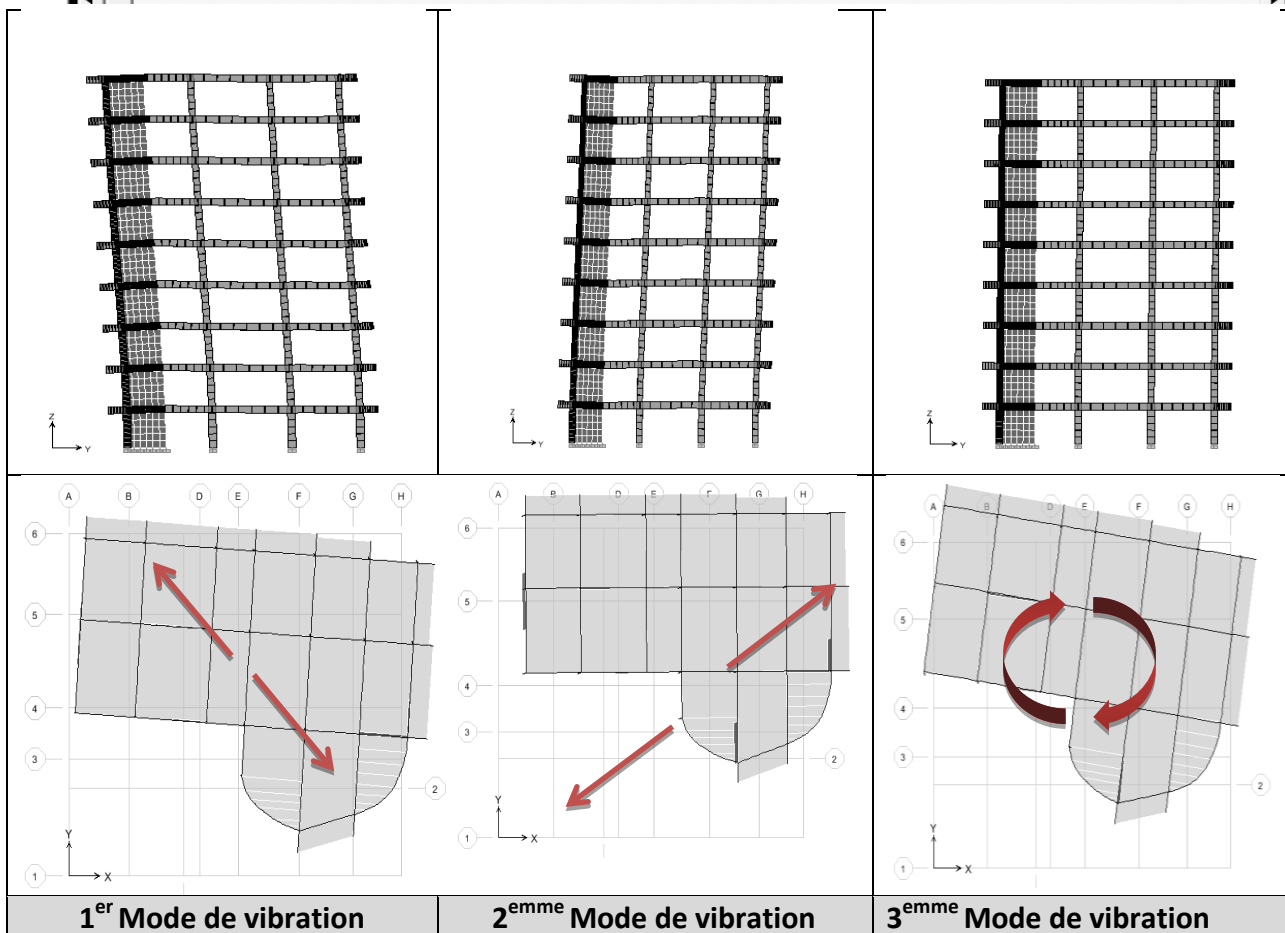 Z
Y
Z
Y
Z
Y
A B D E F G H
6
5
4
3
2
1
Y
X
A B D E F G H
6
5
4
3
2
1
Y
X
A B D E F G H
6
5
4
3
2
1
Y
X
1er Mode de vibration
2emme Mode de vibration
3emme Mode de vibration